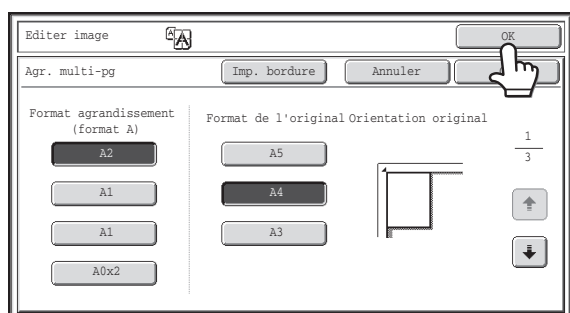 Editer image
OK
Agr. multi-pg
Imp. bordure
Annuler
Format agrandissement
(format A)
Format de l'original Orientation original
A2
A1
A1
A0x2
A5
A4
A3
1
3